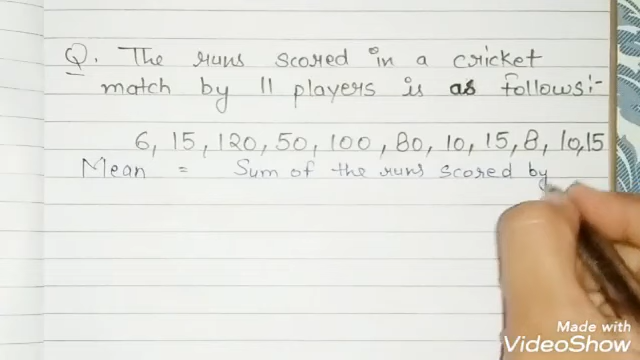 Q. The runs scored in a cricket
match by 11 players is as follows:-
6, 15, 120, 50, 100, 80, 10, 15, 8, 10, 15
Mean = Sum of the runs scored by
Made with
VideoShow